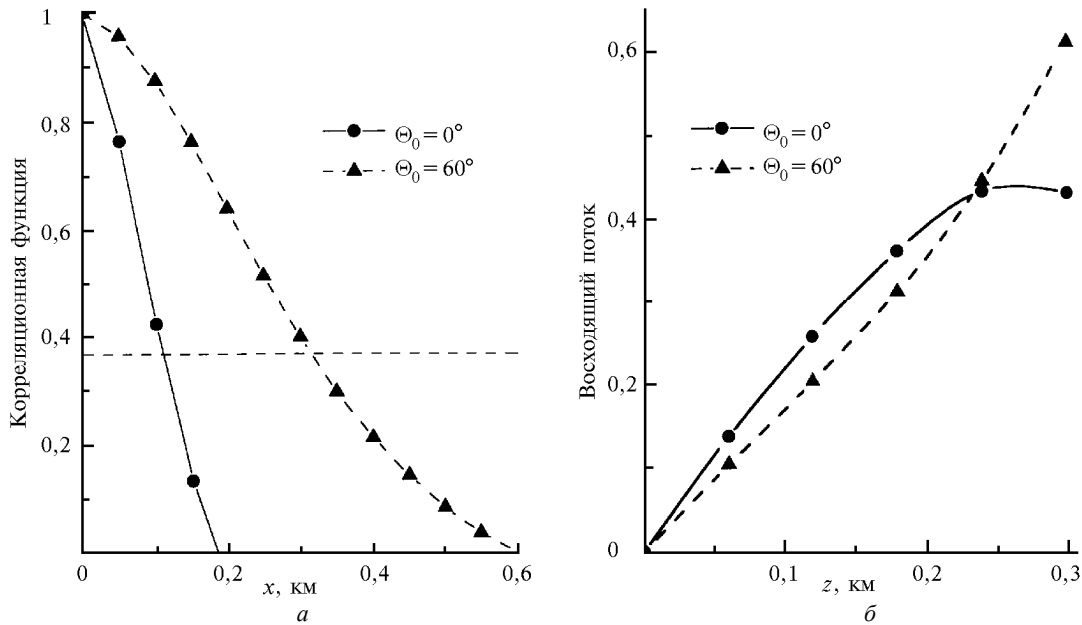 Корреляционная функция
1
0,8
0,6
0,4
0,2
0
0,2
0,4
0,6
x, км
а
Θ₀ = 0°
Θ₀ = 60°
Восходящий поток
0,6
0,4
0,2
0
0,1
0,2
0,3
z, км
б
Θ₀ = 0°
Θ₀ = 60°